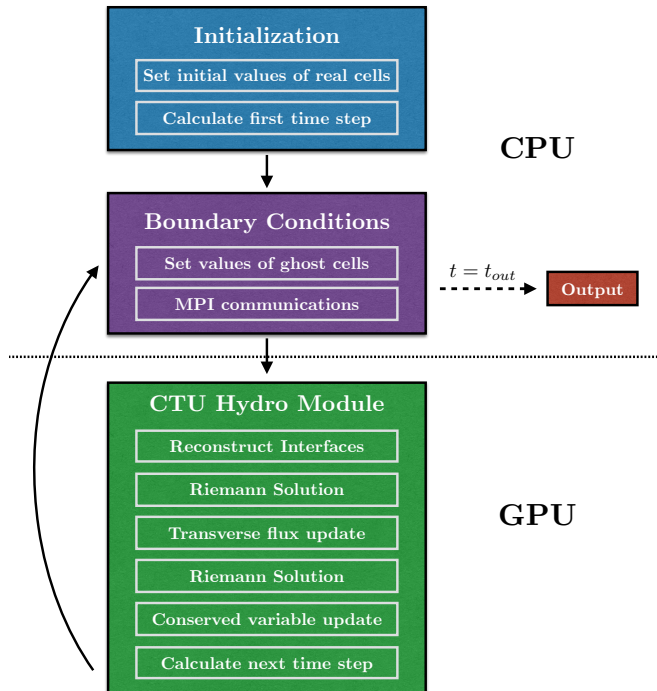 Initialization
Set initial values of real cells
Calculate first time step
CPU
Boundary Conditions
Set values of ghost cells
MPI communications
t = t_out
Output
CTU Hydro Module
Reconstruct Interfaces
Riemann Solution
Transverse flux update
GPU
Riemann Solution
Conserved variable update
Calculate next time step